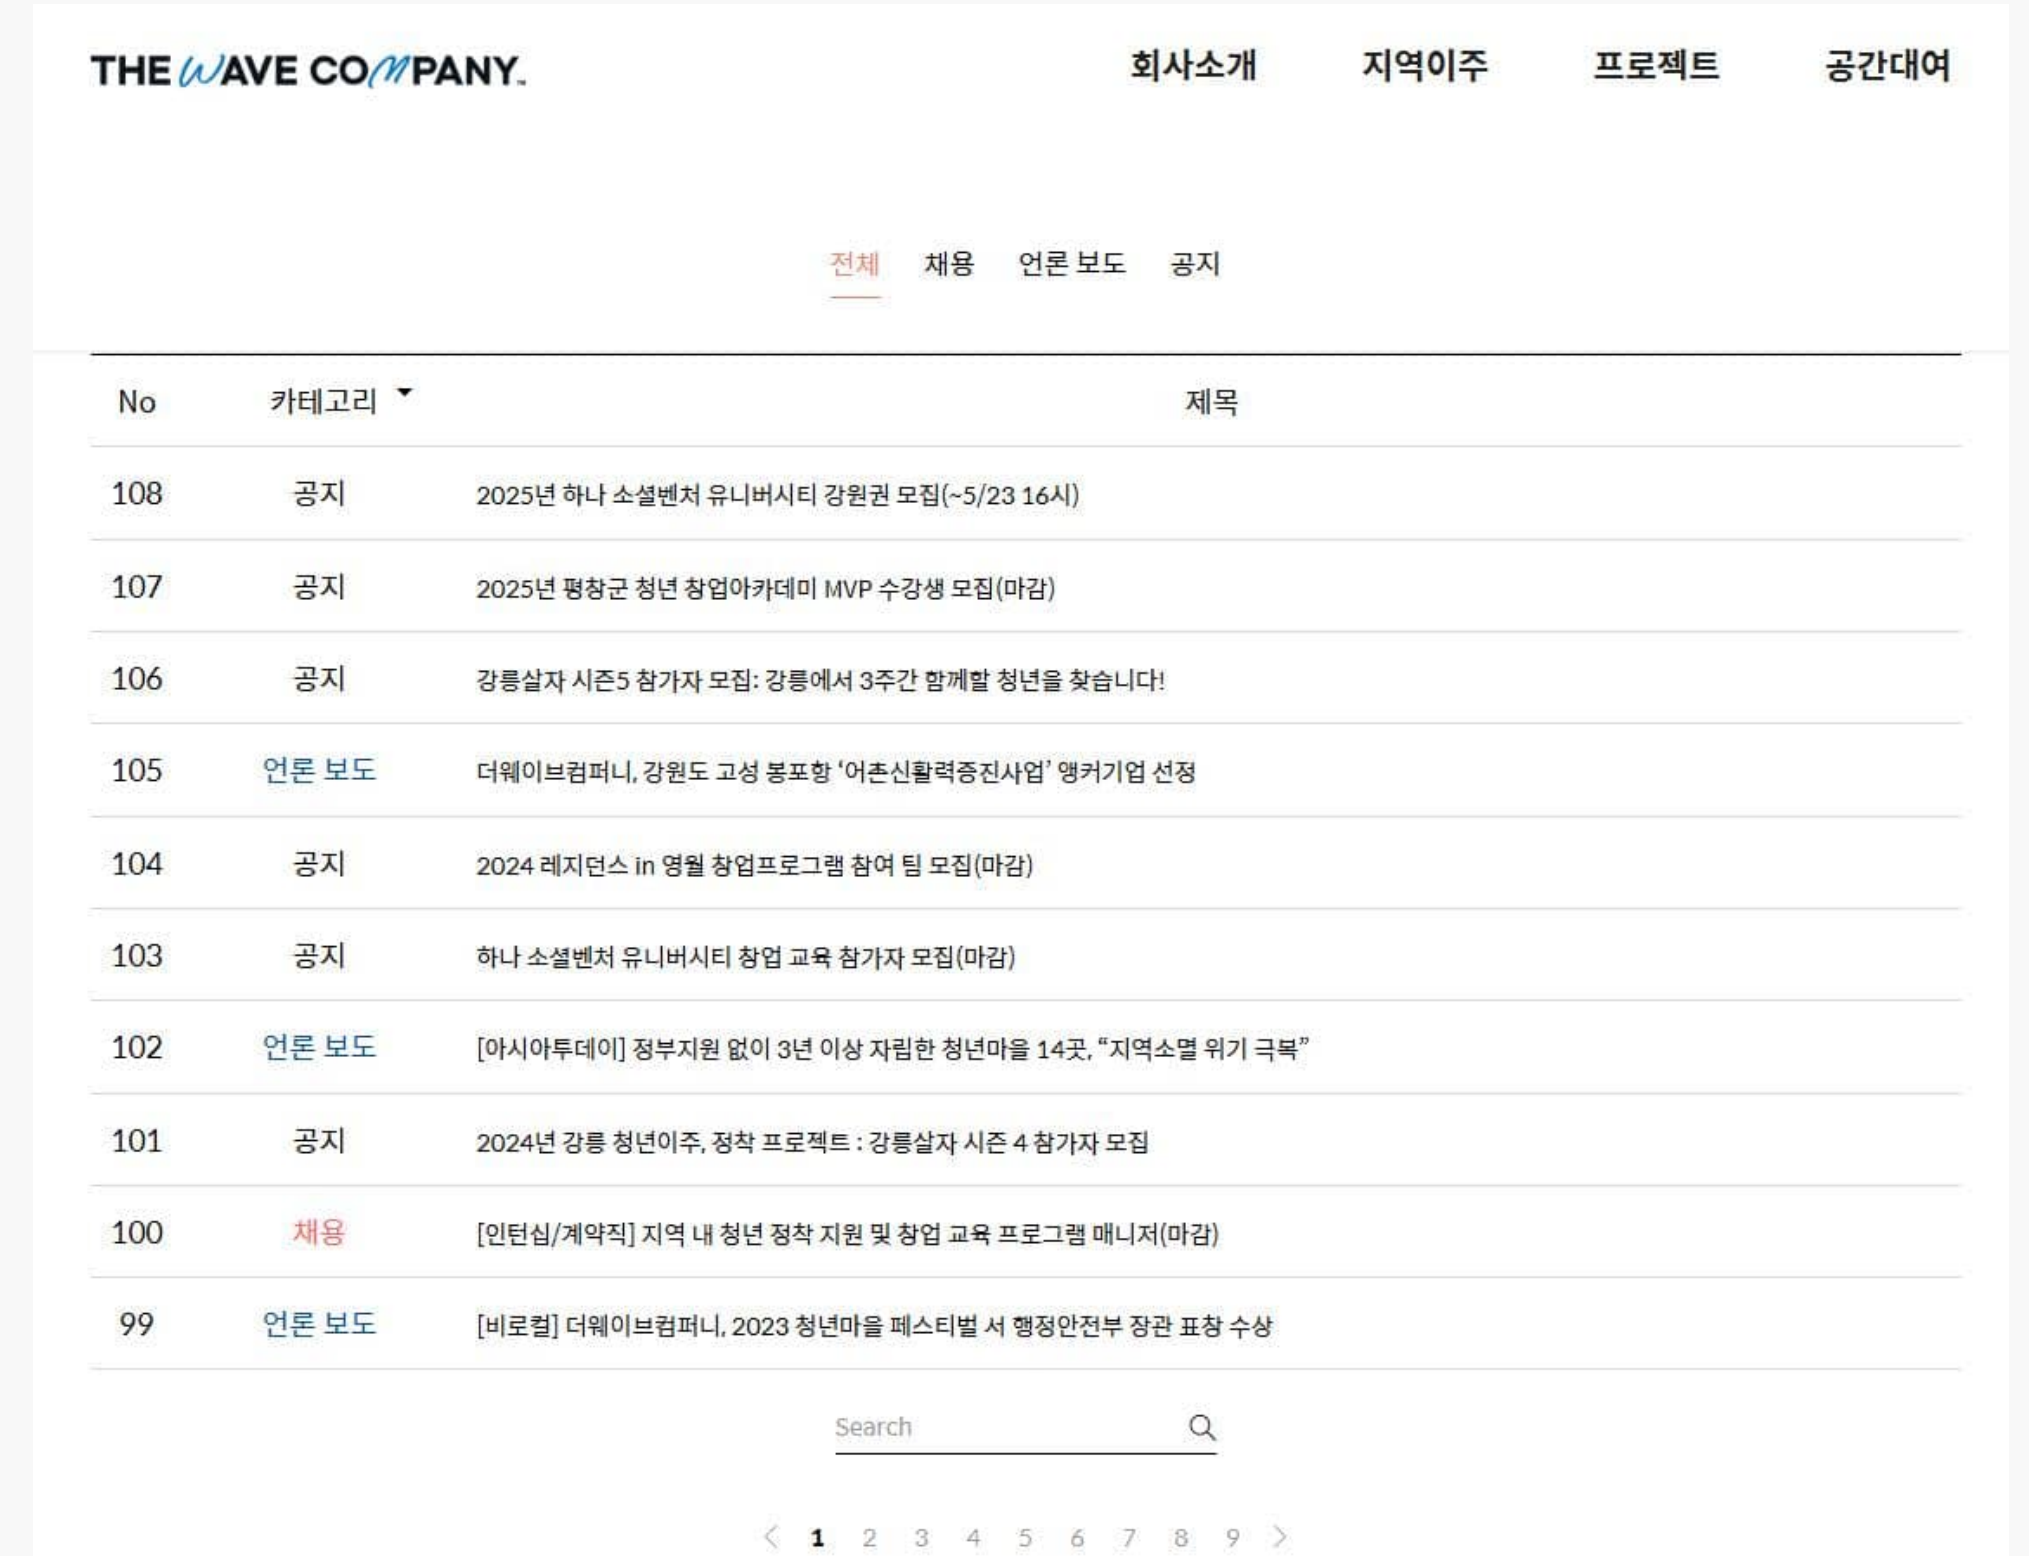 THE WAVE COMPANY™
회사소개 지역이주 프로젝트 공간대여
전체 채용 언론 보도 공지
No 카테고리 제목
108 공지 2025년 하나 소셜벤처 유니버시티 강원권 모집(~5/23 16시)
107 공지 2025년 평창군 청년 창업아카데미 MVP 수강생 모집(마감)
106 공지 강릉살자 시즌5 참가자 모집: 강릉에서 3주간 함께할 청년을 찾습니다!
105 언론 보도 더웨이브컴퍼니, 강원도 고성 봉포항 ‘어촌신활력증진사업’ 앵커기업 선정
104 공지 2024 레지던스 in 영월 창업프로그램 참여 팀 모집(마감)
103 공지 하나 소셜벤처 유니버시티 창업 교육 참가자 모집(마감)
102 언론 보도 [아시아투데이] 정부지원 없이 3년 이상 자립한 청년마을 14곳, “지역소멸 위기 극복”
101 공지 2024년 강릉 청년이주, 정착 프로젝트 : 강릉살자 시즌 4 참가자 모집
100 채용 [인턴십/계약직] 지역 내 청년 정착 지원 및 창업 교육 프로그램 매니저(마감)
99 언론 보도 [비로컬] 더웨이브컴퍼니, 2023 청년마을 페스티벌 서 행정안전부 장관 표창 수상
Search
1 2 3 4 5 6 7 8 9